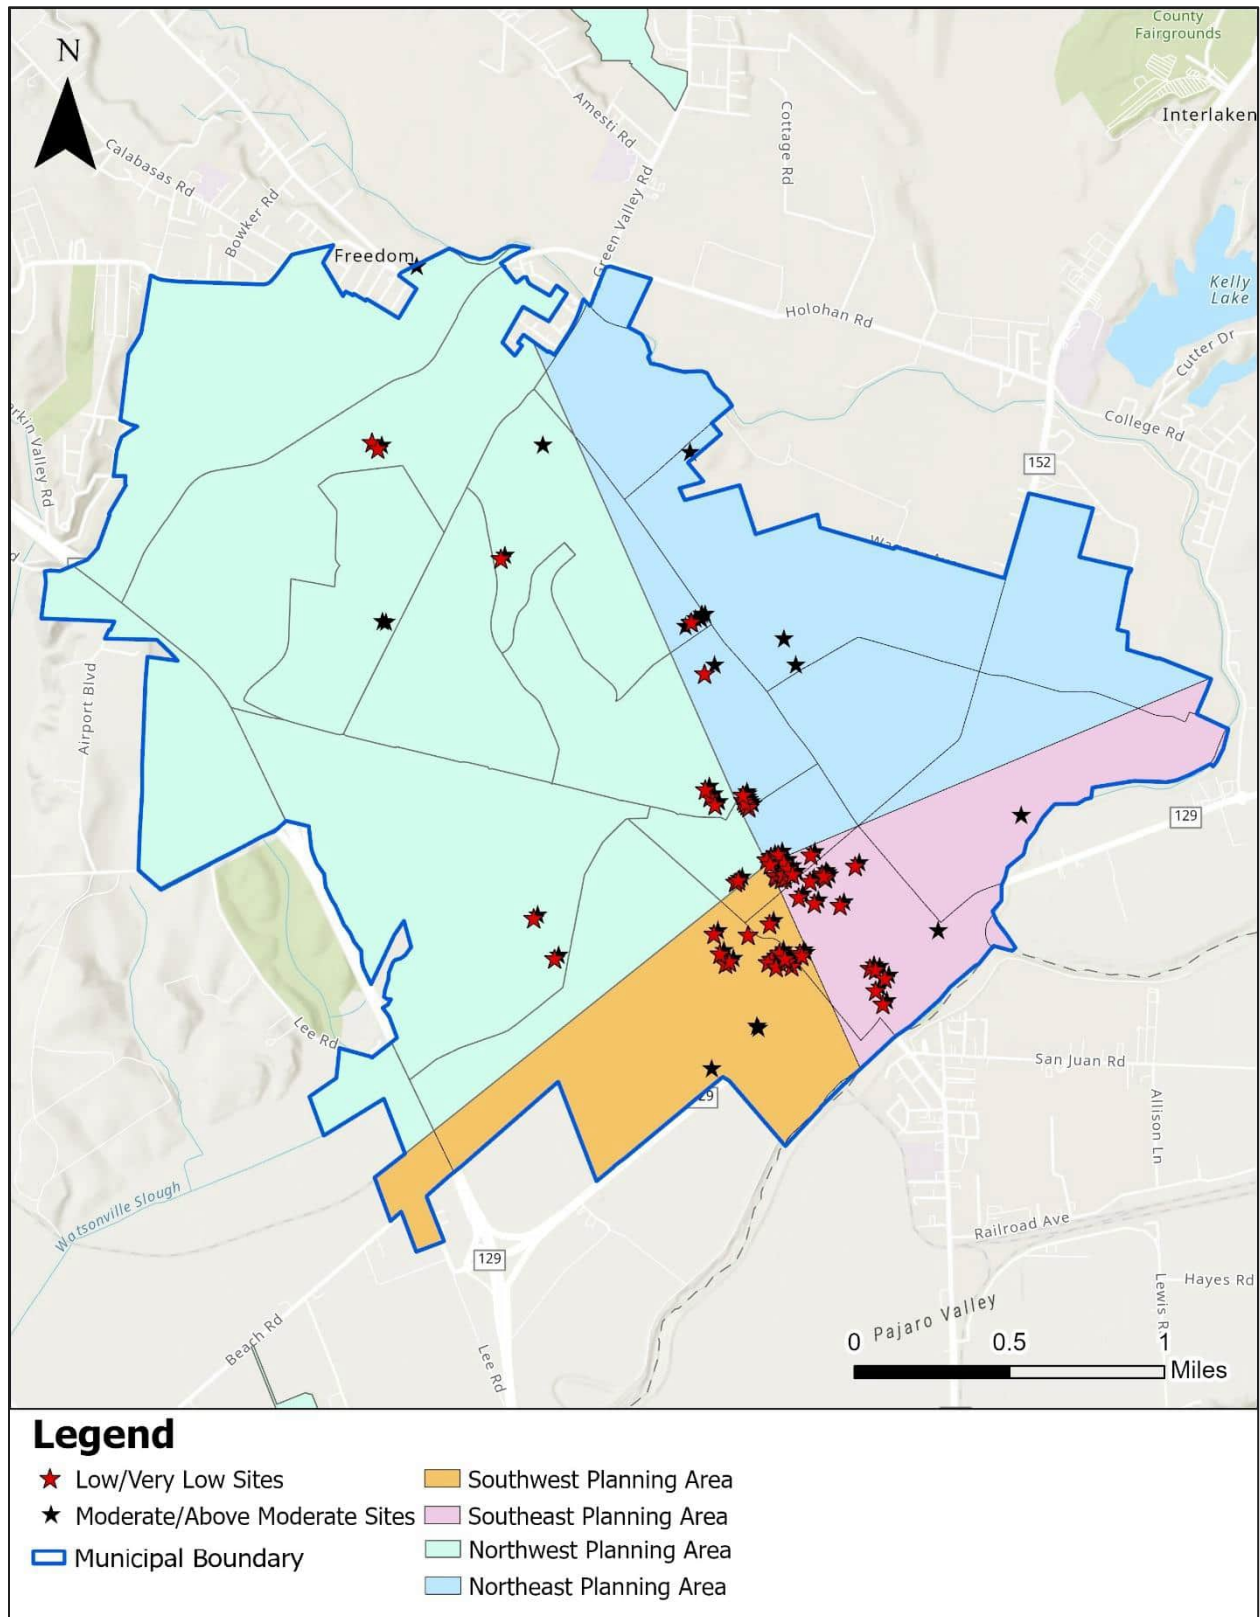 County
Fairgrounds
N
Interlaken
Amesti Rd
Cottage Rd
Calabasas Rd
Bowker Rd
Green Valley Rd
Freedom
Kelly
Lake
Holohan Rd
Cutter Dr
College Rd
152
Airport Blvd
129
Lee Rd
San Juan Rd
29
Allison Ln
Watsonville Slough
Railroad Ave
129
Hayes Rd
Pajaro Valley
Beach Rd
Lee Rd
0 0.5 1
Miles
Legend
Low/Very Low Sites
Moderate/Above Moderate Sites
Municipal Boundary
Southwest Planning Area
Southeast Planning Area
Northwest Planning Area
Northeast Planning Area